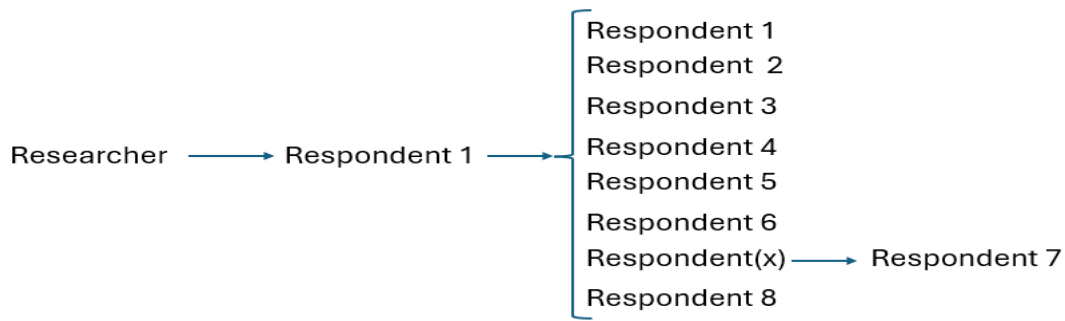 Researcher
Respondent 1
Respondent 1
Respondent 2
Respondent 3
Respondent 4
Respondent 5
Respondent 6
Respondent(x)
Respondent 7
Respondent 8